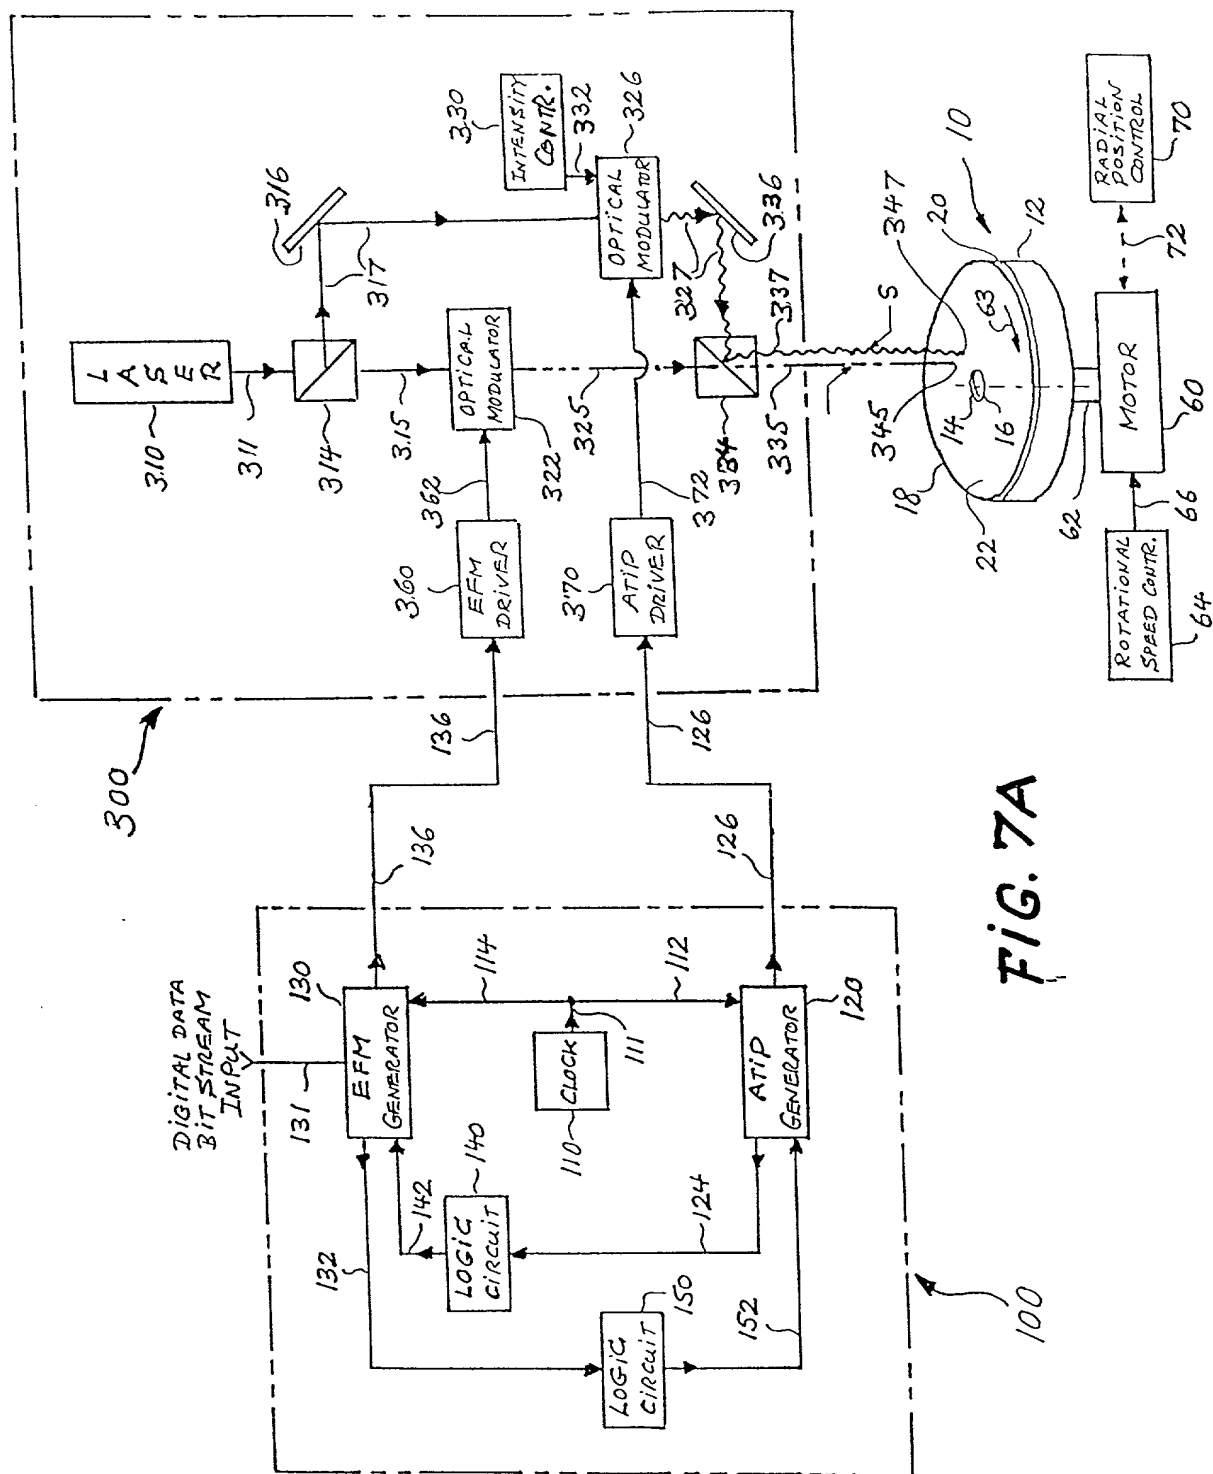 300
LASER
310
311
314
315
316
317
OPTICAL
MODULATOR
322
325
INTENSITY
CONTR.
330
332
OPTICAL
MODULATOR
326
327
336
334
335
337
S
I
345
347
EFM
DRIVER
360
362
ATiP
DRIVER
370
372
136
126
136
126
DIGITAL DATA
BIT STREAM
INPUT
131
EFM
GENERATOR
130
132
142
LOGIC
CIRCUIT
140
LOGIC
CIRCUIT
150
152
124
CLOCK
110
111
114
112
ATiP
GENERATOR
120
100
10
12
20
14
16
18
22
63
62
MOTOR
60
66
ROTATIONAL
SPEED CONTR.
64
RADIAL
POSITION
CONTROL
70
72
FiG. 7A